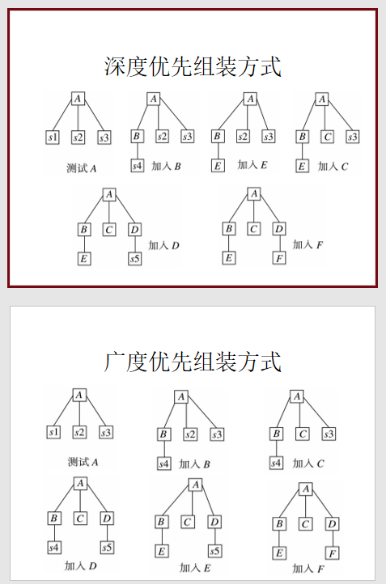 深度优先组装方式
A A A A
s1 s2 s3 B s2 s3 B s2 s3 B C s3
测试 A s4 加入 B E 加入 E E 加入 C
A A
B C D 加入 D B C D 加入 F
E s5 E F
广度优先组装方式
A A A
s1 s2 s3 B s2 s3 B C s3
测试 A s4 加入 B s4 加入 C
A A A
B C D B C D B C D
s4 s5 E s5 E F
加入 D 加入 E 加入 F